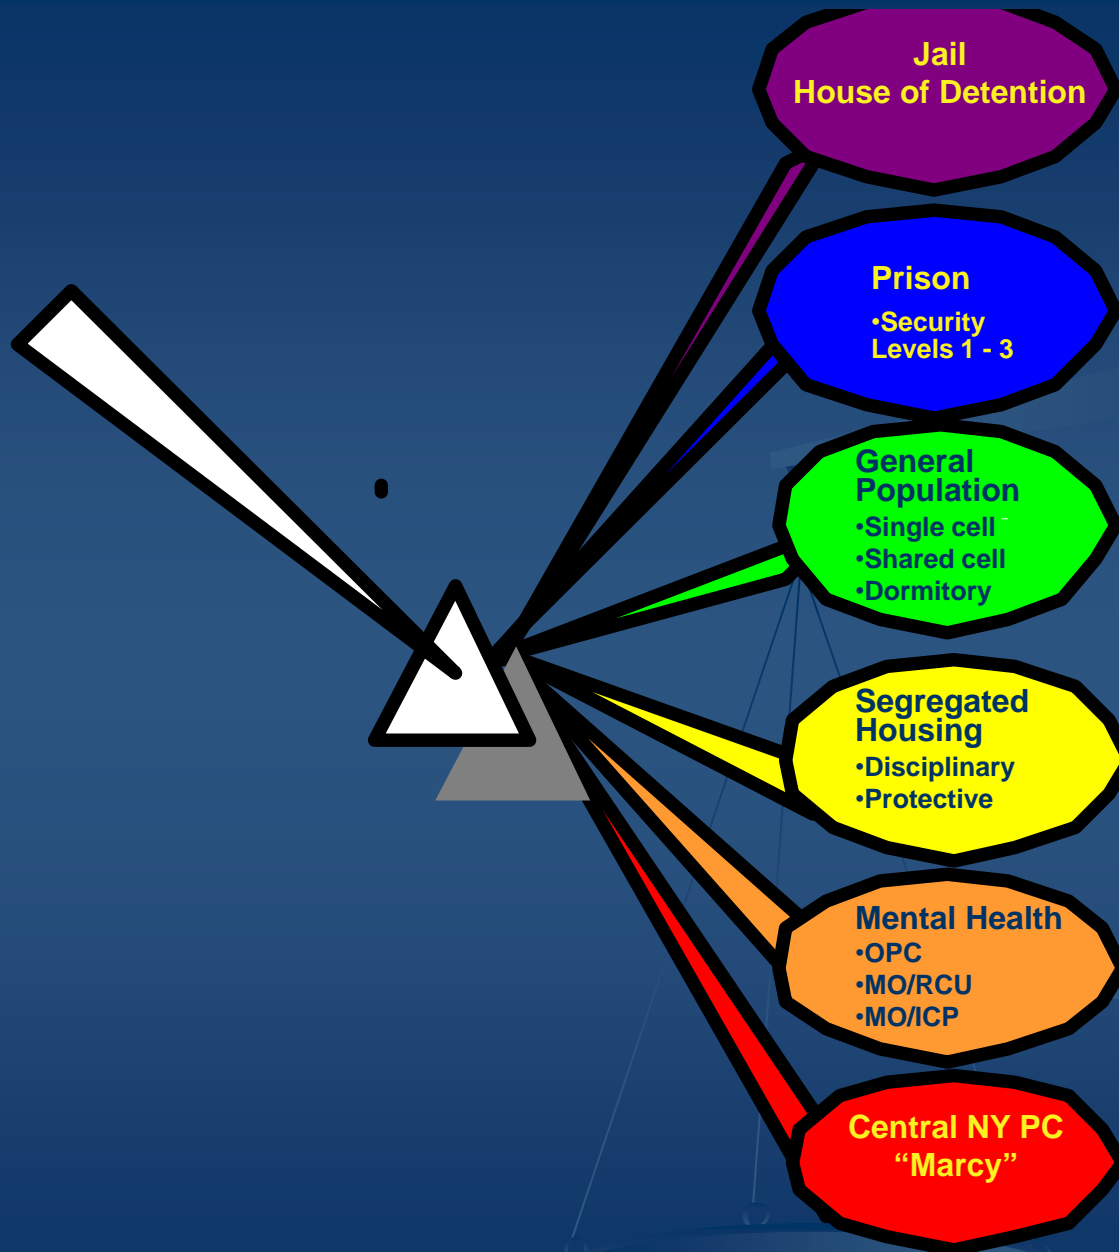 Jail
House of Detention
Prison
•Security
Levels 1 - 3
General
Population
•Single cell
•Shared cell
•Dormitory
Segregated
Housing
•Disciplinary
•Protective
Mental Health
•OPC
•MO/RCU
•MO/ICP
Central NY PC
“Marcy”